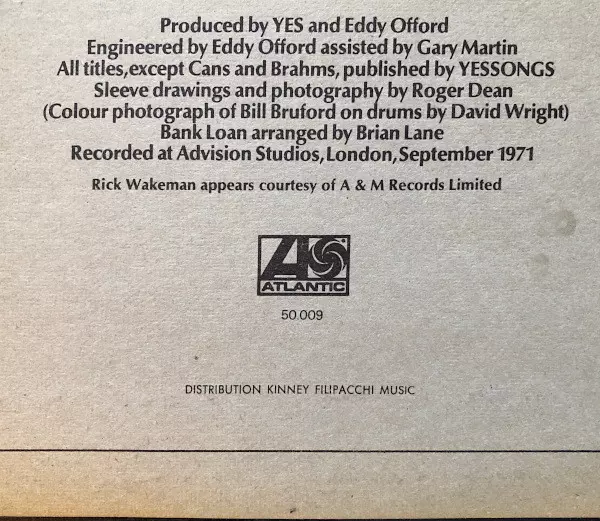 Produced by YES and Eddy Offord
Engineered by Eddy Offord assisted by Gary Martin
All titles,except Cans and Brahms, published by YESSONGS
Sleeve drawings and photography by Roger Dean
(Colour photograph of Bill Bruford on drums by David Wright)
Bank Loan arranged by Brian Lane
Recorded at Advision Studios,London,September 1971
Rick Wakeman appears courtesy of A & M Records Limited
ATLANTIC
50.009
DISTRIBUTION KINNEY FILIPACCHI MUSIC